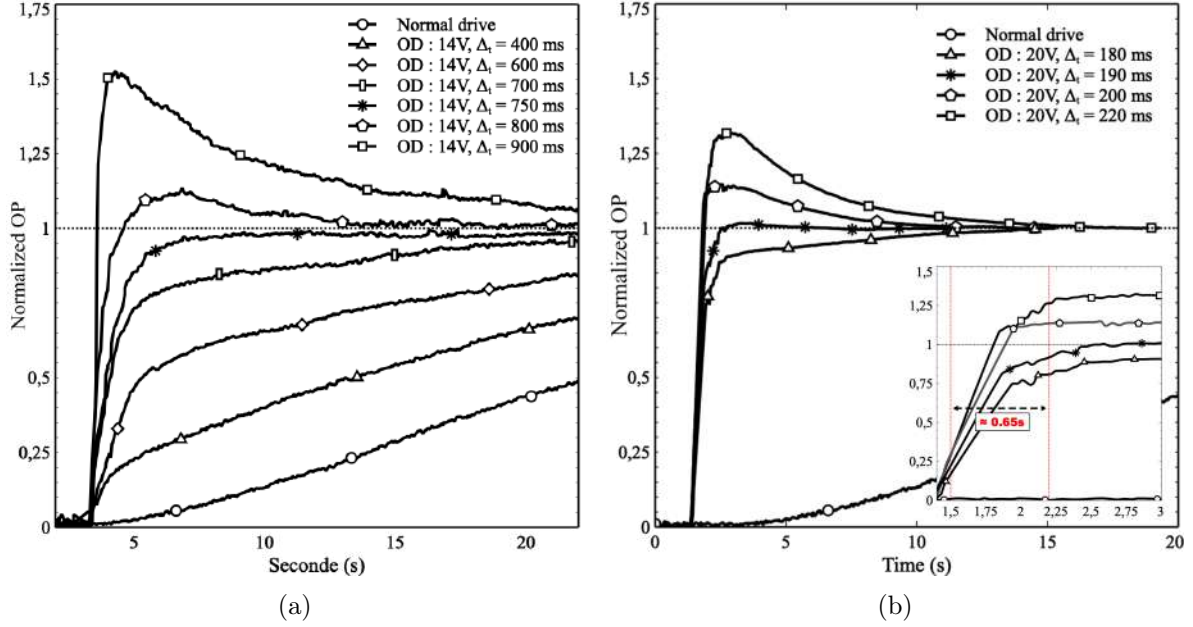 1,75
1,5
1,25
1
0,75
0,5
0,25
0
Normalized OP
5
10
15
20
Seconde (s)
Normal drive
OD : 14V, Δt = 400 ms
OD : 14V, Δt = 600 ms
OD : 14V, Δt = 700 ms
OD : 14V, Δt = 750 ms
OD : 14V, Δt = 800 ms
OD : 14V, Δt = 900 ms
(a)
1,75
1,5
1,25
1
0,75
0,5
0,25
0
Normalized OP
0
5
10
15
20
Time (s)
Normal drive
OD : 20V, Δt = 180 ms
OD : 20V, Δt = 190 ms
OD : 20V, Δt = 200 ms
OD : 20V, Δt = 220 ms
1,5
1,25
1
0,75
0,5
0,25
0
≈ 0.65s
1,5
1,75
2
2,25
2,5
2,75
3
(b)